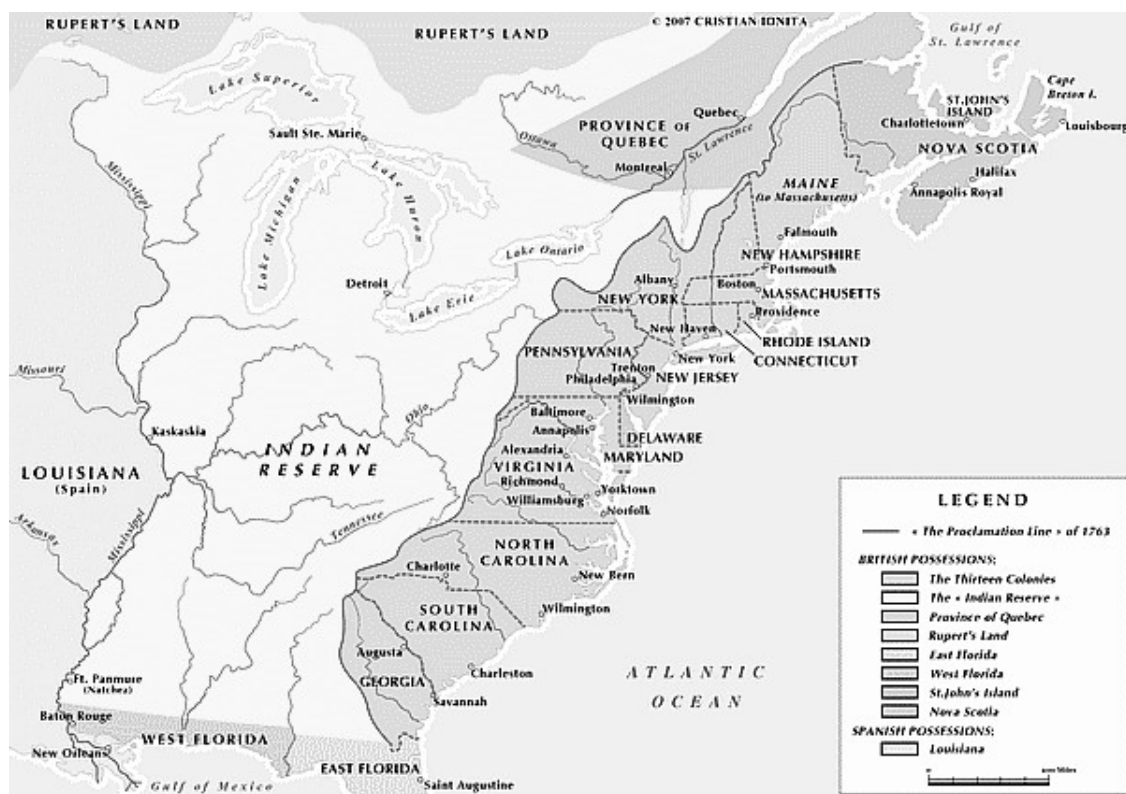 RUPERT'S LAND
RUPERT'S LAND
© 2007 CRISTIAN IONITA
Gulf of
St. Lawrence
Cape
Breton I.
Lake Superior
Quebec
ST.JOHN'S
ISLAND
Charlottetown
Louisbourg
Sault Ste. Marie
PROVINCE OF
QUEBEC
Ottawa
St. Lawrence
NOVA SCOTIA
Mississippi
Montreal
Halifax
Annapolis Royal
MAINE
(to Massachusetts)
Lake Michigan
Lake Huron
Falmouth
Lake Ontario
NEW HAMPSHIRE
Portsmouth
Detroit
Albany
Boston
MASSACHUSETTS
Lake Erie
NEW YORK
Providence
New Haven
RHODE ISLAND
CONNECTICUT
PENNSYLVANIA
New York
Missouri
Trenton
NEW JERSEY
Philadelphia
Wilmington
Ohio
Baltimore
Kaskaskia
Annapolis
DELAWARE
INDIAN
RESERVE
Alexandria
MARYLAND
LOUISIANA
(Spain)
VIRGINIA
Richmond
Yorktown
Williamsburg
Norfolk
Arkansas
Mississippi
Tennessee
NORTH
CAROLINA
Charlotte
New Bern
SOUTH
CAROLINA
Wilmington
Augusta
Charleston
GEORGIA
Savannah
ATLANTIC
OCEAN
Ft. Panmure
(Natchez)
Baton Rouge
WEST FLORIDA
New Orleans
EAST FLORIDA
Saint Augustine
Gulf of Mexico
LEGEND
« The Proclamation Line » of 1763
BRITISH POSSESSIONS:
The Thirteen Colonies
The « Indian Reserve »
Province of Quebec
Rupert's Land
East Florida
West Florida
St.John's Island
Nova Scotia
SPANISH POSSESSIONS:
Louisiana